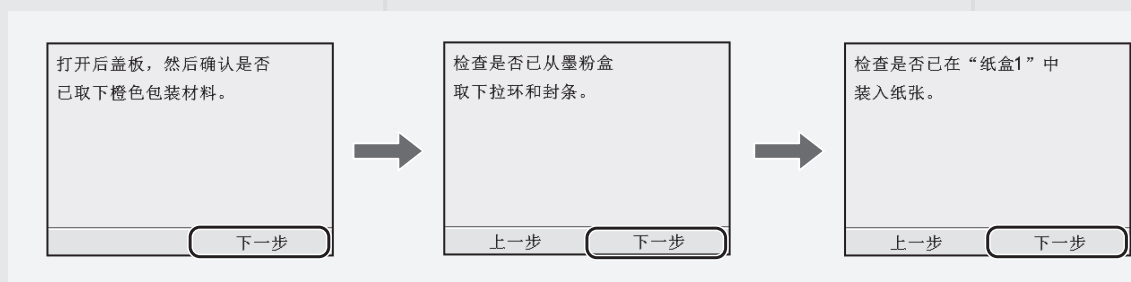 打开后盖板，然后确认是否
已取下橙色包装材料。
下一步
检查是否已从墨粉盒
取下拉环和封条。
上一步
下一步
检查是否已在“纸盒1”中
装入纸张。
上一步
下一步